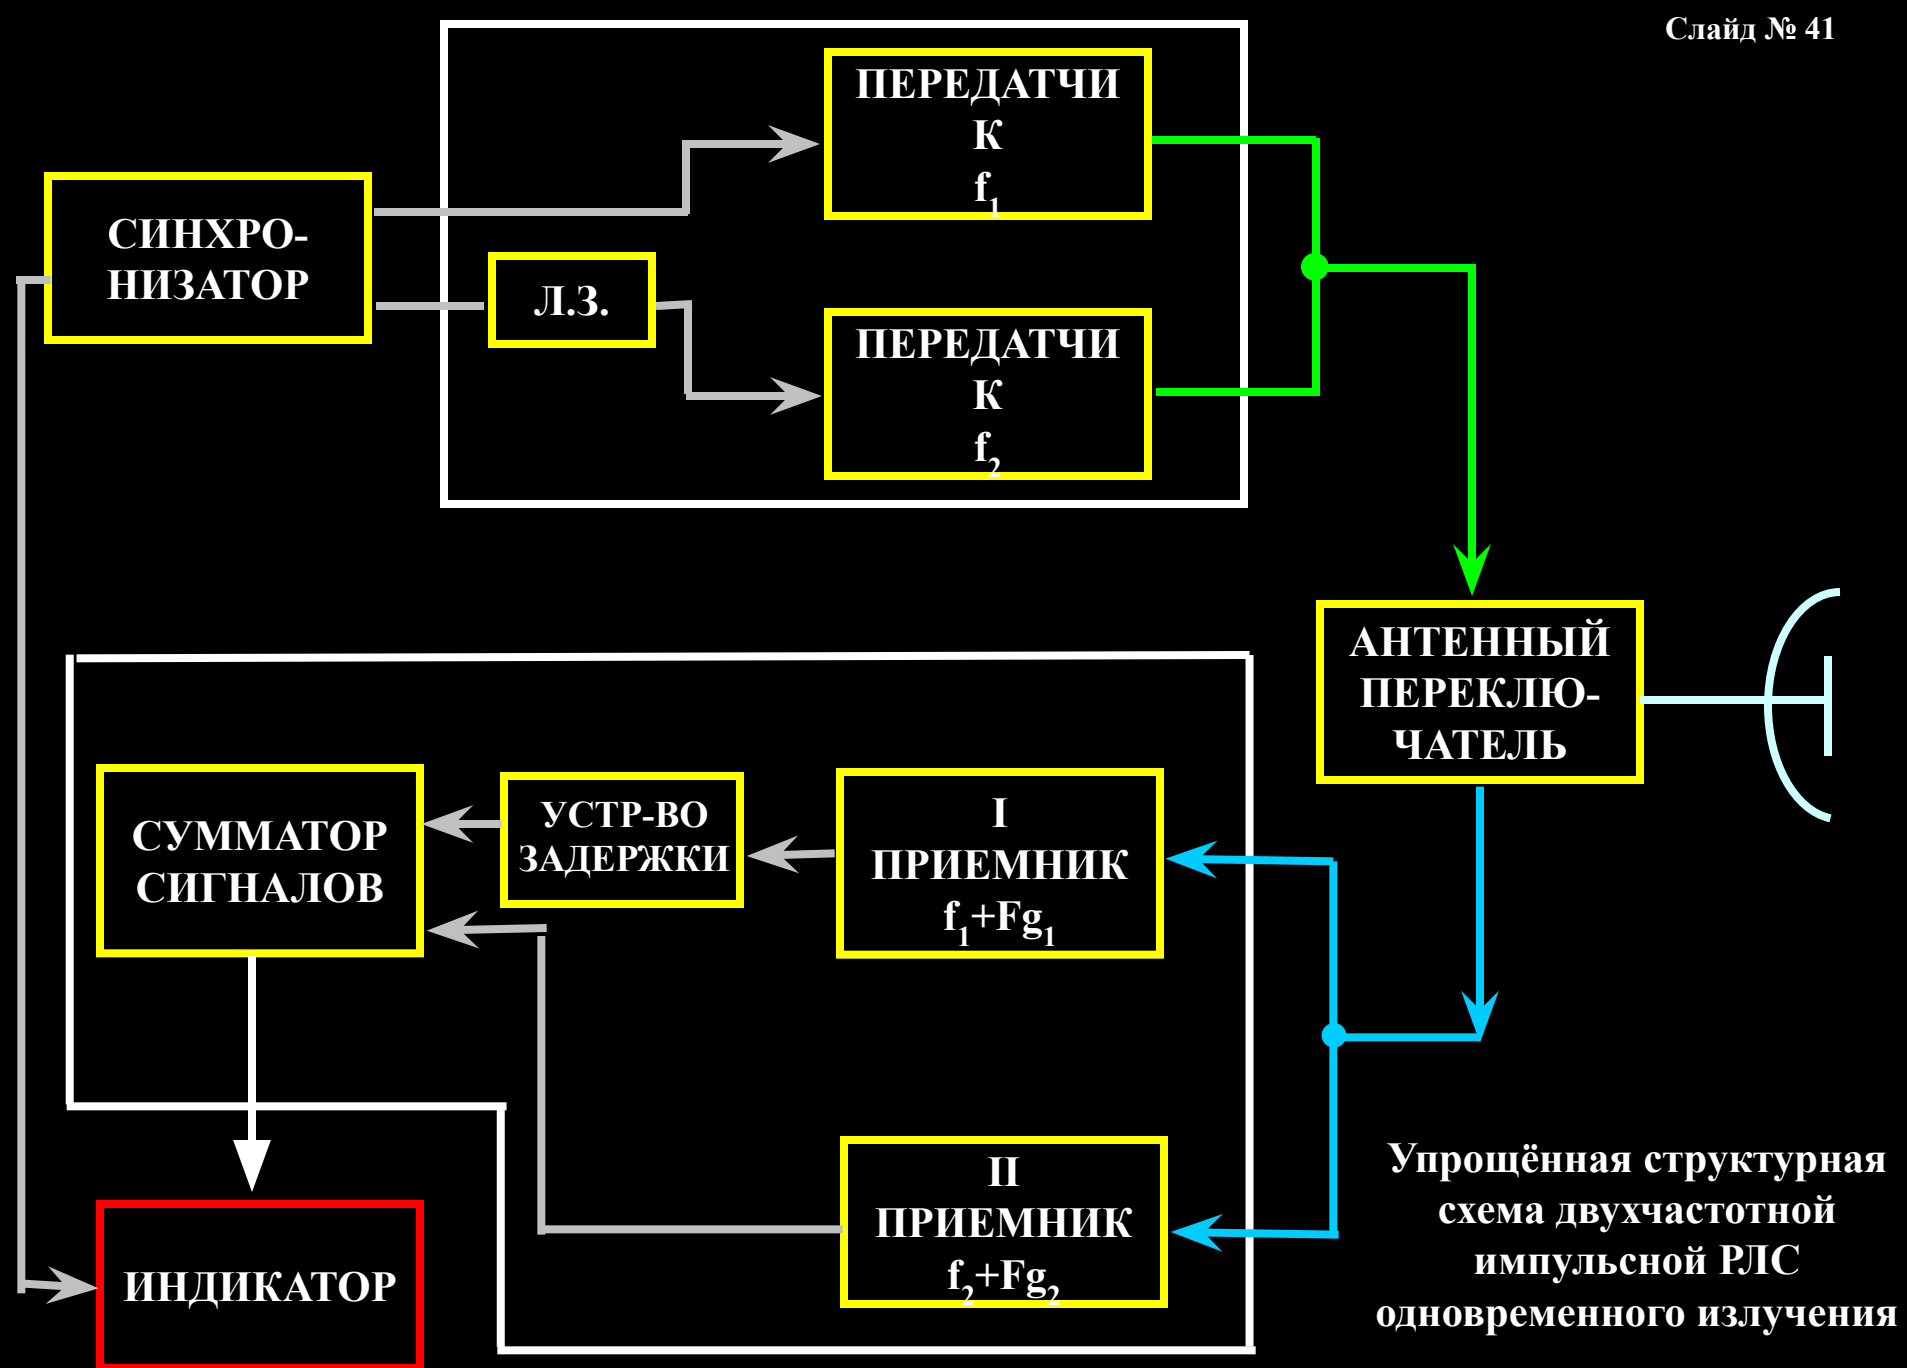 Слайд № 41
ПЕРЕДАТЧИ
К
f1
СИНХРО-
НИЗАТОР
Л.З.
ПЕРЕДАТЧИ
К
f2
АНТЕННЫЙ
ПЕРЕКЛЮ-
ЧАТЕЛЬ
СУММАТОР
СИГНАЛОВ
УСТР-ВО
ЗАДЕРЖКИ
I
ПРИЕМНИК
f1+Fg1
II
ПРИЕМНИК
f2+Fg2
ИНДИКАТОР
Упрощённая структурная
схема двухчастотной
импульсной РЛС
одновременного излучения